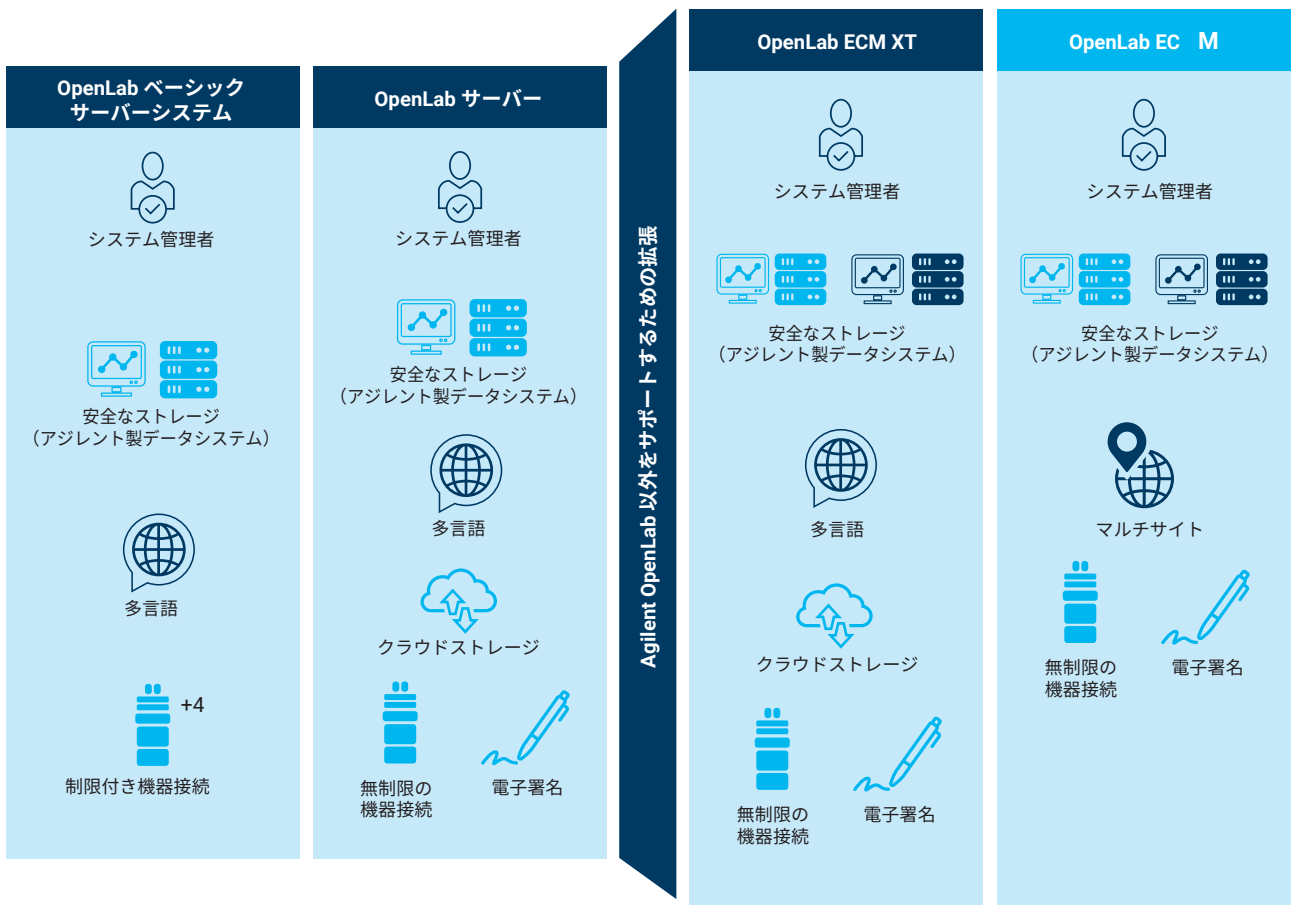 OpenLab ベーシック
サーバーシステム
システム管理者
安全なストレージ
（アジレント製データシステム）
多言語
+4
制限付き機器接続
OpenLab サーバー
システム管理者
安全なストレージ
（アジレント製データシステム）
多言語
クラウドストレージ
無制限の
機器接続
電子署名
Agilent OpenLab 以外をサポートするための拡張
OpenLab ECM XT
システム管理者
安全なストレージ
（アジレント製データシステム）
多言語
クラウドストレージ
無制限の
機器接続
電子署名
OpenLab EC M
システム管理者
安全なストレージ
（アジレント製データシステム）
マルチサイト
無制限の
機器接続
電子署名